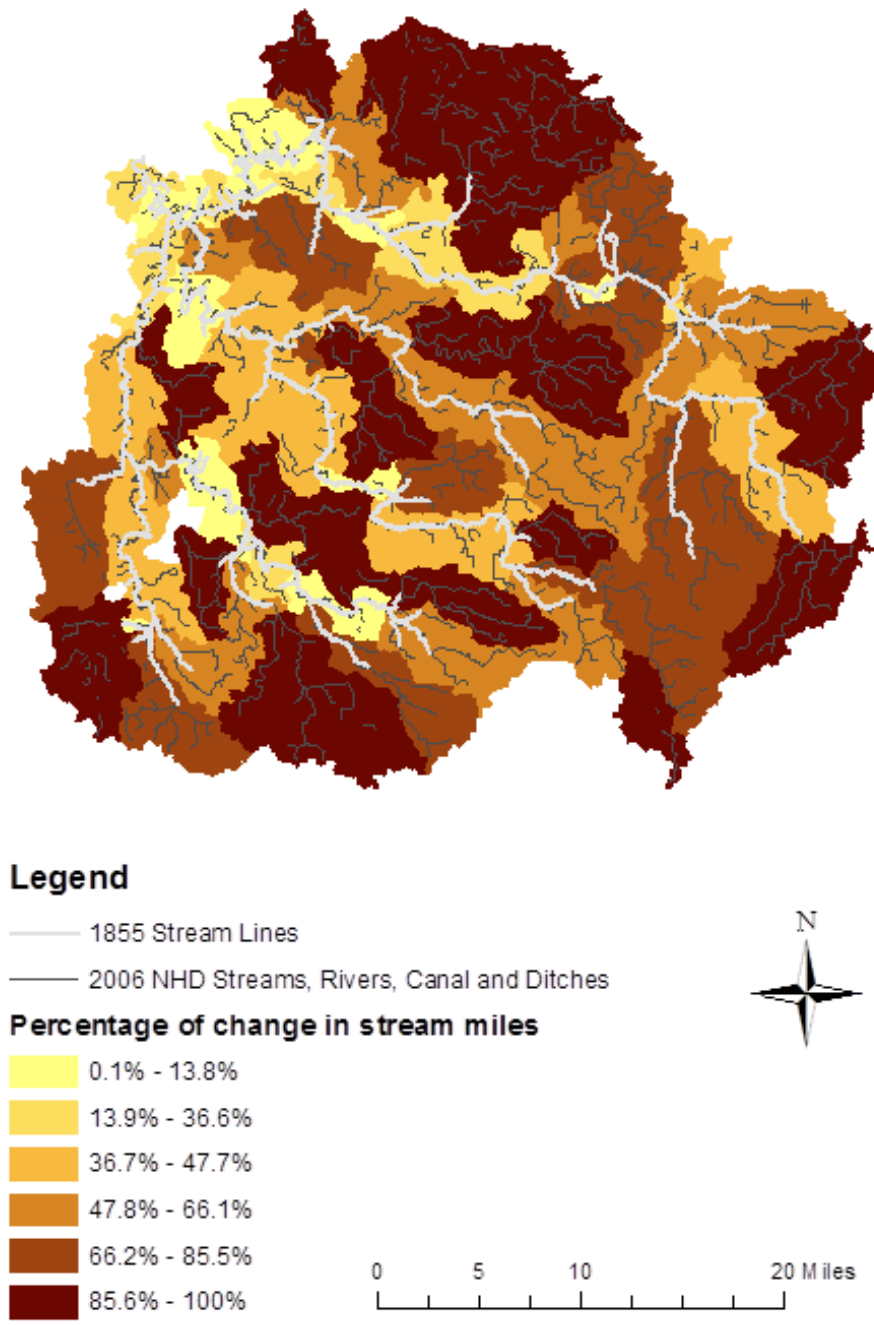 Legend
1855 Stream Lines
N
2006 NHD Streams, Rivers, Canal and Ditches
Percentage of change in stream miles
0.1% - 13.8%
13.9% - 36.6%
36.7% - 47.7%
47.8% - 66.1%
66.2% - 85.5%
85.6% - 100%
0 5 10 20 Miles